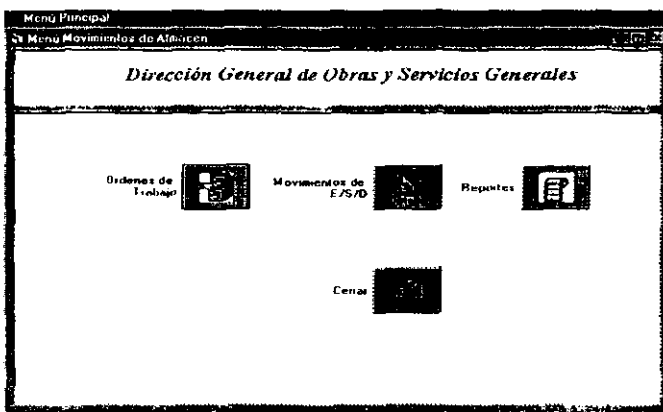 Menú Principal
Menú Movimientos de Almacen
Dirección General de Obras y Servicios Generales
Ordenes de
Trabajo
Movimientos de
E/S/D
Reportes
Cerrar